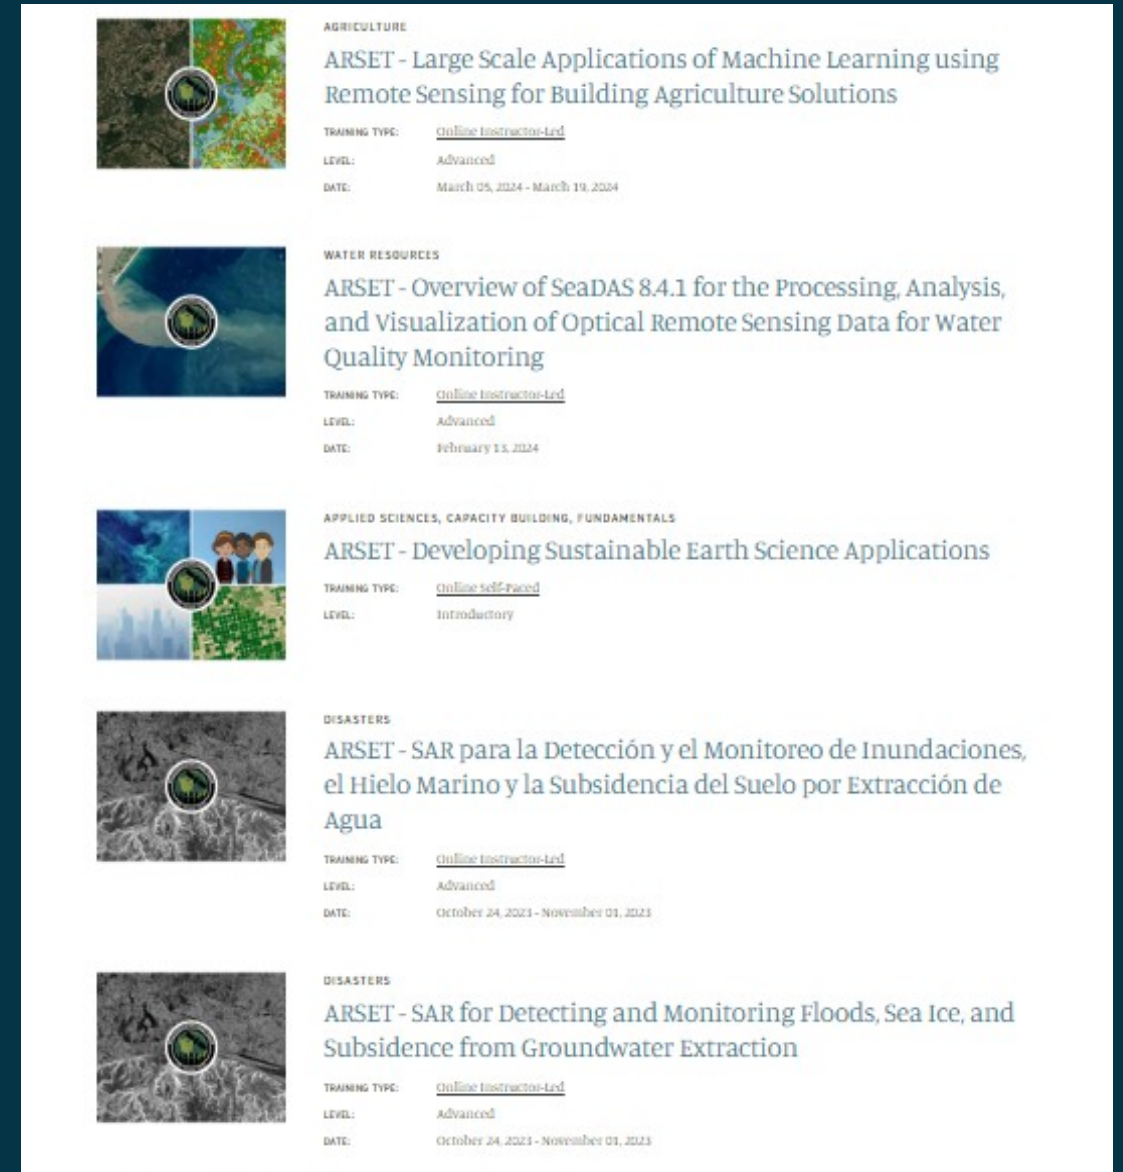 AGRICULTURE
ARSET - Large Scale Applications of Machine Learning using
Remote Sensing for Building Agriculture Solutions
TRAINING TYPE: Online Instructor-Led
LEVEL: Advanced
DATE: March 05, 2024 - March 19, 2024
WATER RESOURCES
ARSET - Overview of SeaDAS 8.4.1 for the Processing, Analysis,
and Visualization of Optical Remote Sensing Data for Water
Quality Monitoring
TRAINING TYPE: Online Instructor-Led
LEVEL: Advanced
DATE: February 13, 2024
APPLIED SCIENCES, CAPACITY BUILDING, FUNDAMENTALS
ARSET - Developing Sustainable Earth Science Applications
TRAINING TYPE: Online Self-Paced
LEVEL: Introductory
DISASTERS
ARSET - SAR para la Detección y el Monitoreo de Inundaciones,
el Hielo Marino y la Subsidencia del Suelo por Extracción de
Agua
TRAINING TYPE: Online Instructor-Led
LEVEL: Advanced
DATE: October 24, 2023 - November 01, 2023
DISASTERS
ARSET - SAR for Detecting and Monitoring Floods, Sea Ice, and
Subsidence from Groundwater Extraction
TRAINING TYPE: Online Instructor-Led
LEVEL: Advanced
DATE: October 24, 2023 - November 01, 2023